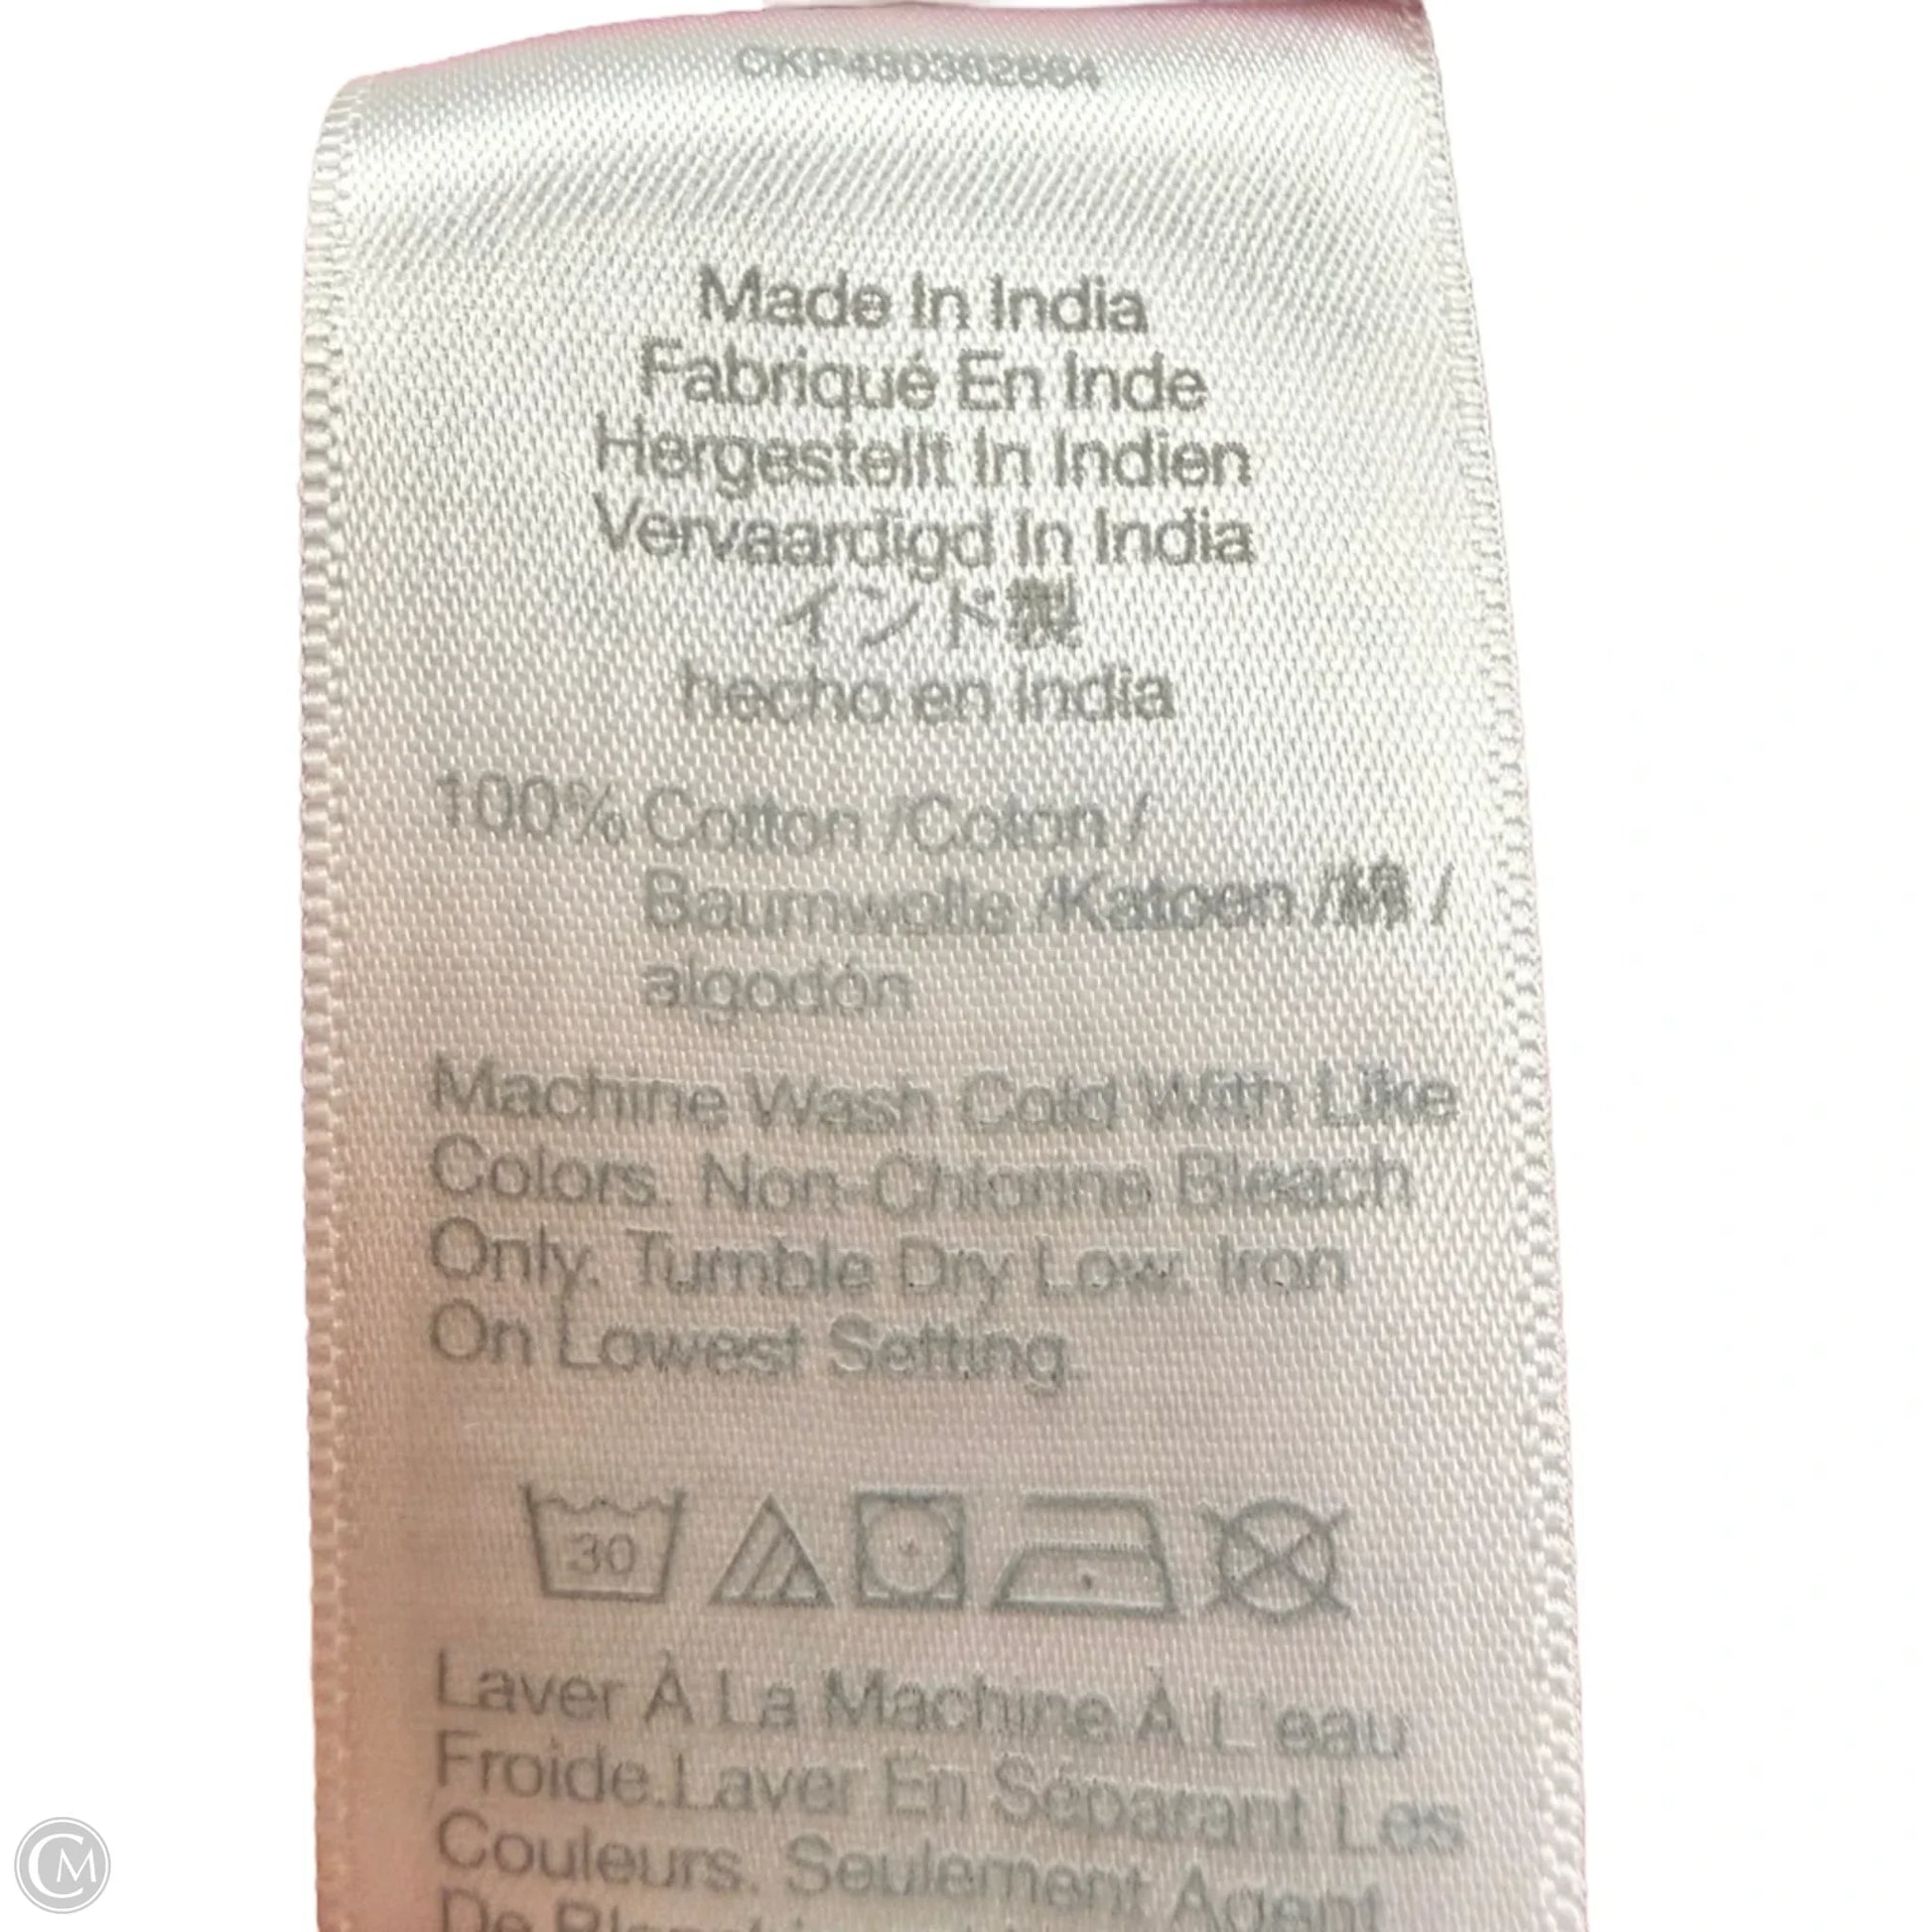 Made In India
Fabriqué En Inde
Hergestellt In Indien
Vervaardigd In India
インド製
hecho en India
100% Cotton /Coton /
Baumwolle /Katoen /綿 /
algodón
Machine Wash Cold With Like
Colors. Non-Chlorine Bleach
Only. Tumble Dry Low. Iron
On Lowest Setting.
30
Laver À La Machine À L'eau
Froide.Laver En Séparant Les
Couleurs. Seulement Agent
De
CM